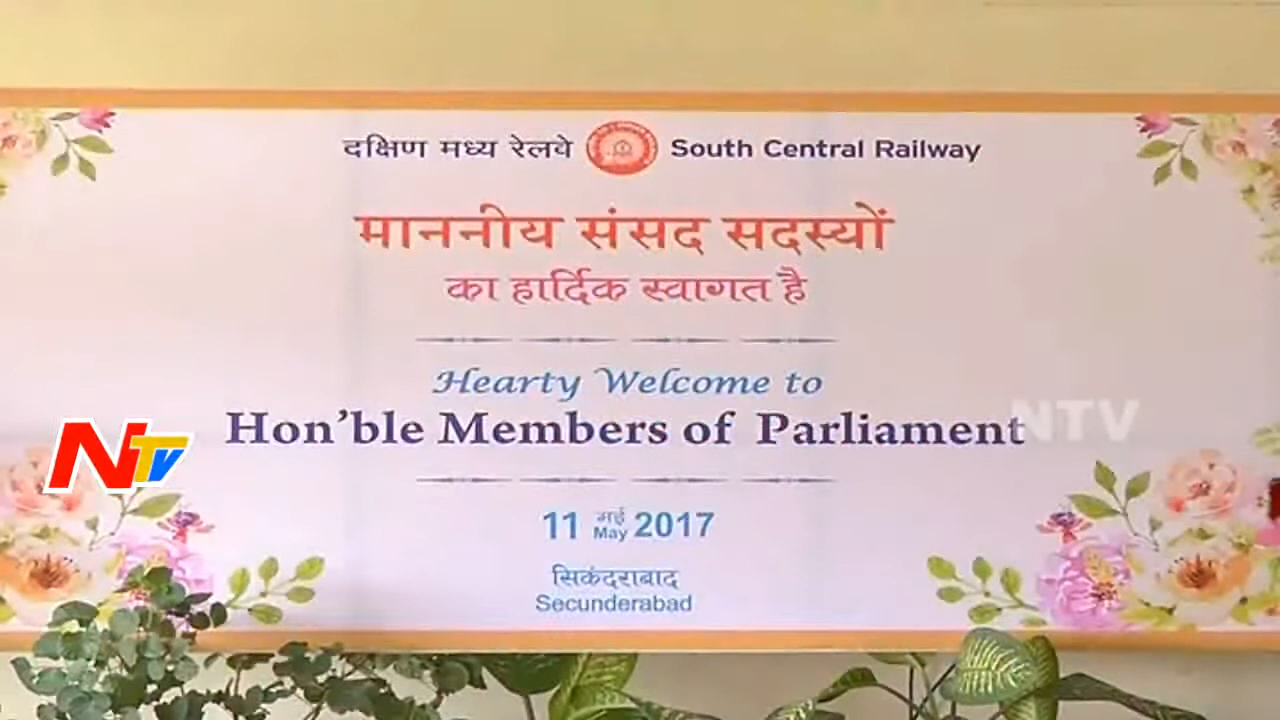 दक्षिण मध्य रेलवे South Central Railway
माननीय संसद सदस्यों
का हार्दिक स्वागत है
Hearty Welcome to
Hon'ble Members of Parliament
NTV
NTV
11 मई May 2017
सिकंदराबाद
Secunderabad